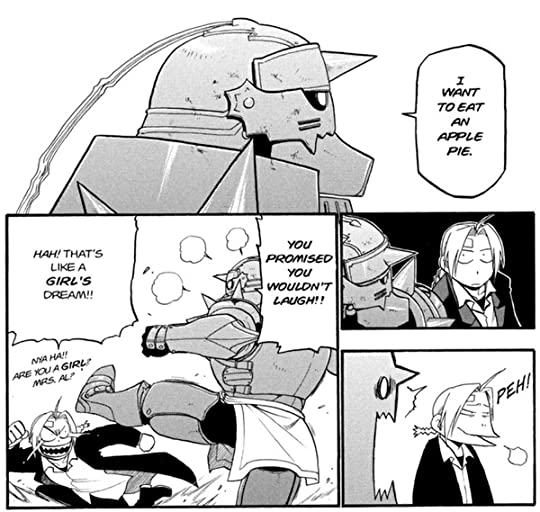 I
WANT
TO EAT
AN
APPLE
PIE.
PEH!
YOU
PROMISED
YOU
WOULDN'T
LAUGH!!
HAH! THAT'S
LIKE A
GIRL'S
DREAM!!
NYA HA!!
ARE YOU A GIRL?
MRS. AL?